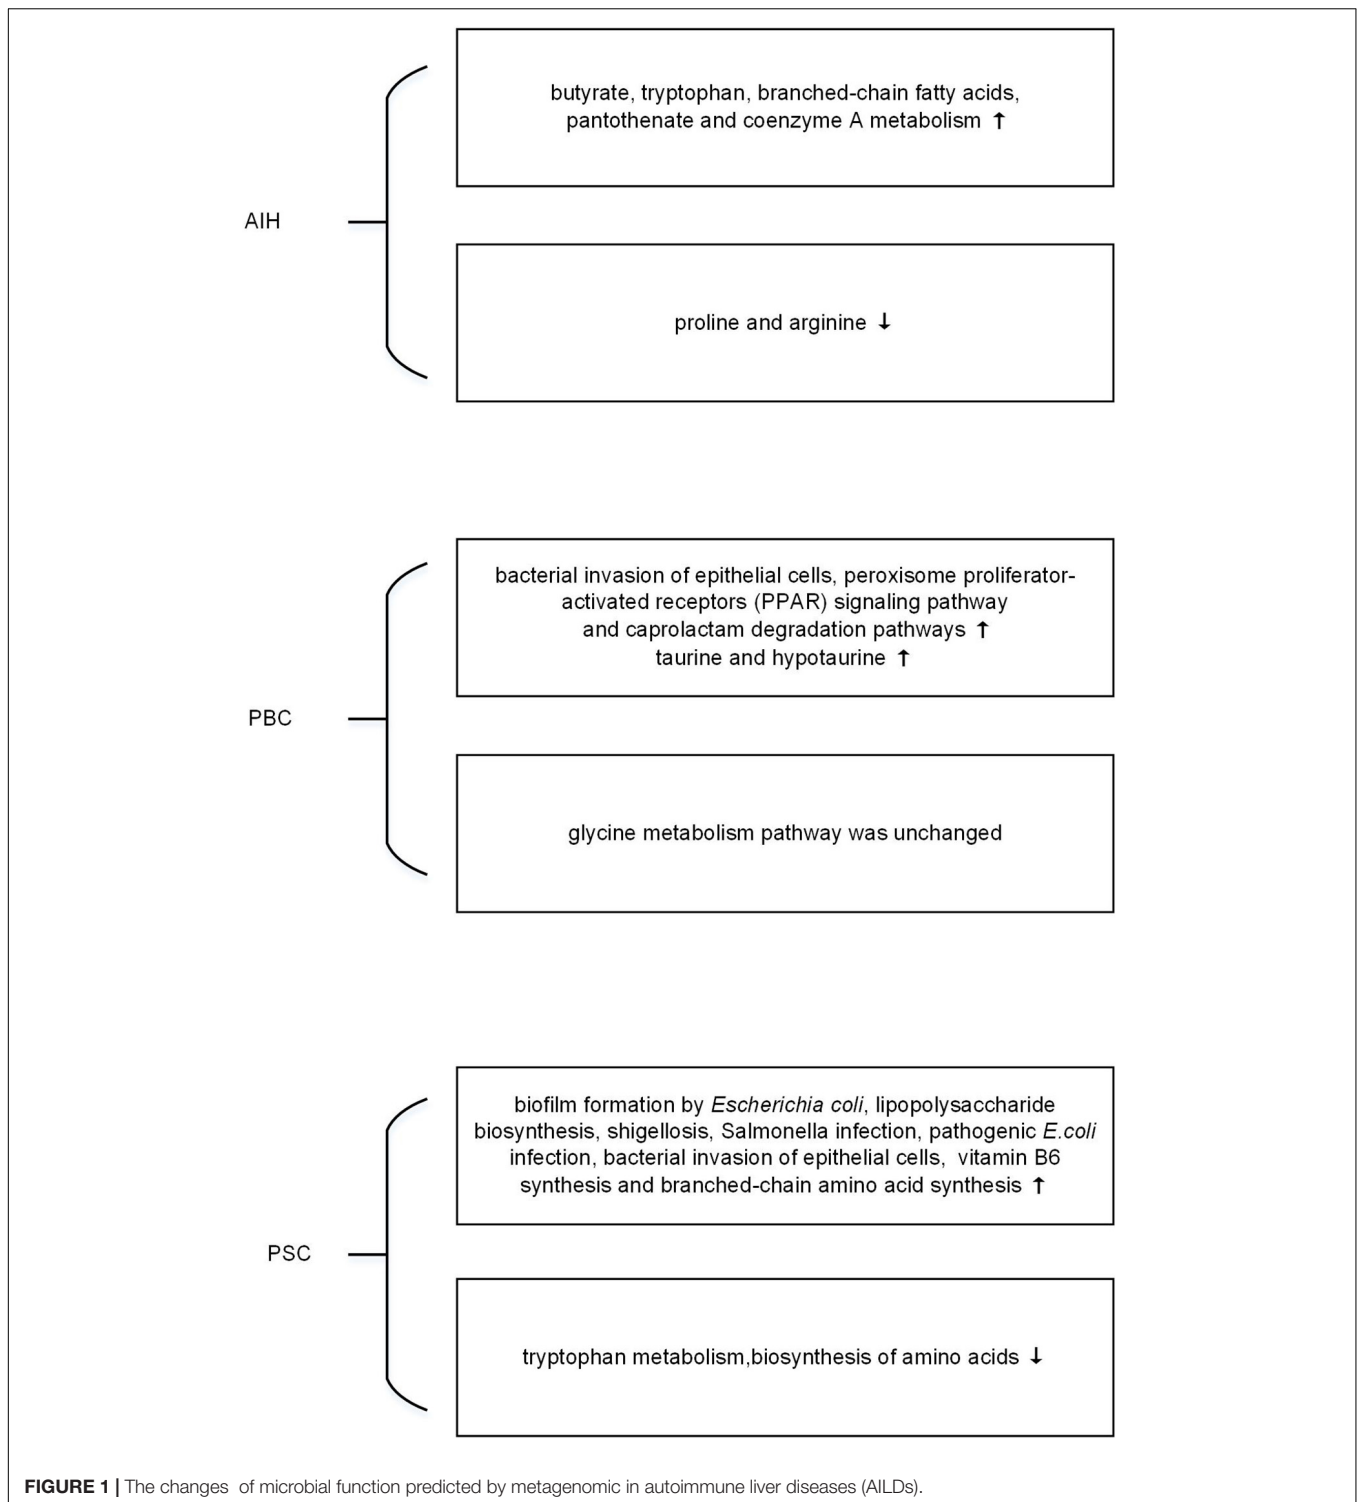 butyrate, tryptophan, branched-chain fatty acids,
pantothenate and coenzyme A metabolism ↑
AIH
proline and arginine ↓
bacterial invasion of epithelial cells, peroxisome proliferator-
activated receptors (PPAR) signaling pathway
and caprolactam degradation pathways ↑
taurine and hypotaurine ↑
PBC
glycine metabolism pathway was unchanged
biofilm formation by Escherichia coli, lipopolysaccharide
biosynthesis, shigellosis, Salmonella infection, pathogenic E.coli
infection, bacterial invasion of epithelial cells, vitamin B6
synthesis and branched-chain amino acid synthesis ↑
PSC
tryptophan metabolism,biosynthesis of amino acids ↓
FIGURE 1 | The changes of microbial function predicted by metagenomic in autoimmune liver diseases (AILDs).